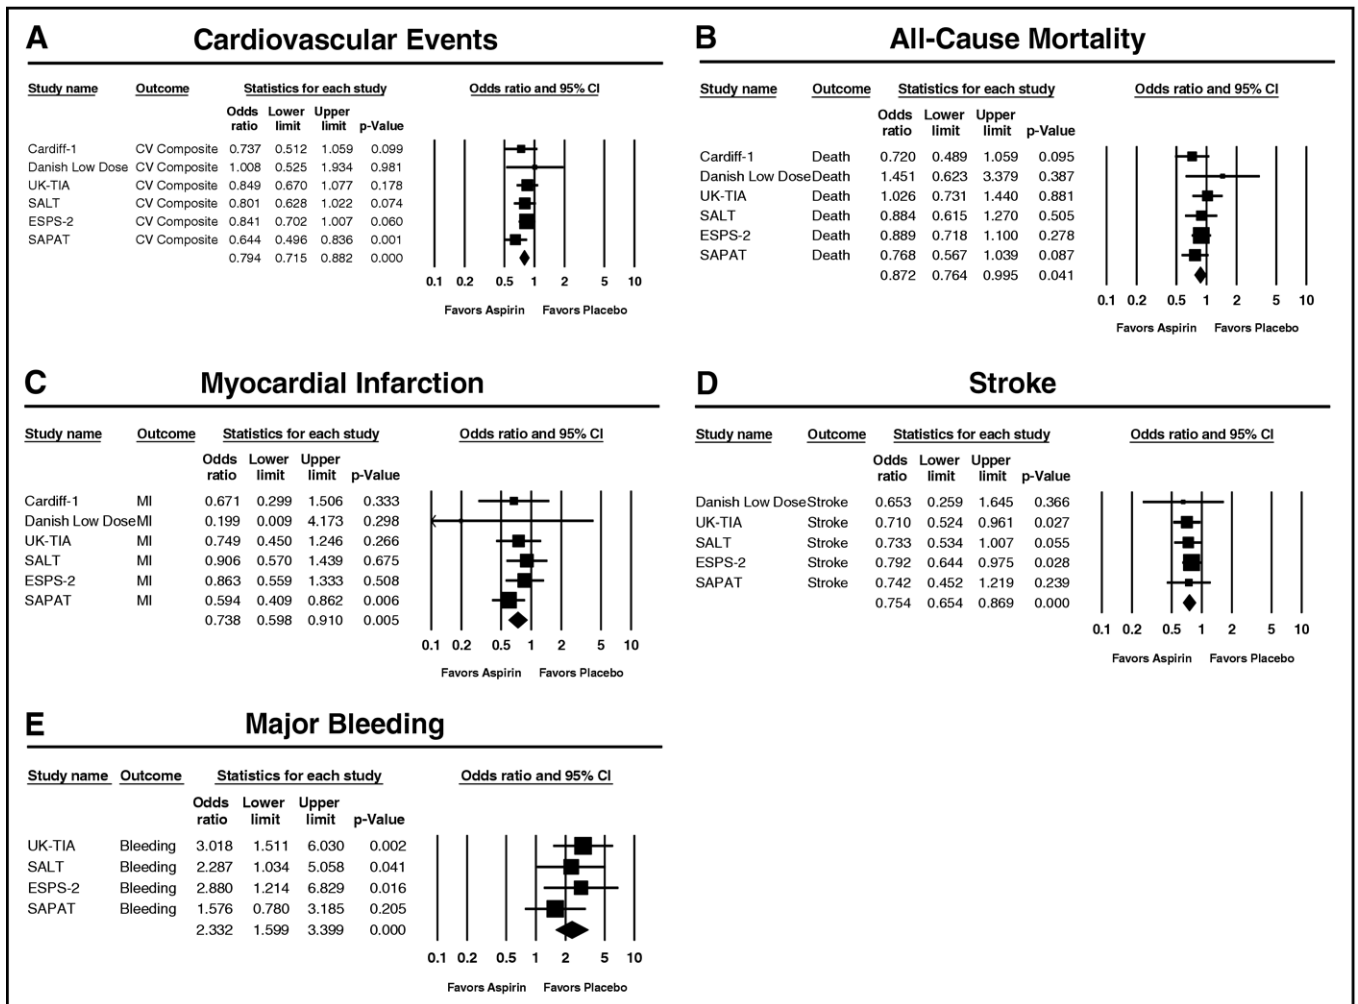 A Cardiovascular Events
Study name Outcome Statistics for each study Odds ratio and 95% CI
Odds ratio Lower limit Upper limit p-Value
Cardiff-1 CV Composite 0.737 0.512 1.059 0.099
Danish Low Dose CV Composite 1.008 0.525 1.934 0.981
UK-TIA CV Composite 0.849 0.670 1.077 0.178
SALT CV Composite 0.801 0.628 1.022 0.074
ESPS-2 CV Composite 0.841 0.702 1.007 0.060
SAPAT CV Composite 0.644 0.496 0.836 0.001
0.794 0.715 0.882 0.000
0.1 0.2 0.5 1 2 5 10
Favors Aspirin Favors Placebo
B All-Cause Mortality
Study name Outcome Statistics for each study Odds ratio and 95% CI
Odds ratio Lower limit Upper limit p-Value
Cardiff-1 Death 0.720 0.489 1.059 0.095
Danish Low Dose Death 1.451 0.623 3.379 0.387
UK-TIA Death 1.026 0.731 1.440 0.881
SALT Death 0.884 0.615 1.270 0.505
ESPS-2 Death 0.889 0.718 1.100 0.278
SAPAT Death 0.768 0.567 1.039 0.087
0.872 0.764 0.995 0.041
0.1 0.2 0.5 1 2 5 10
Favors Aspirin Favors Placebo
C Myocardial Infarction
Study name Outcome Statistics for each study Odds ratio and 95% CI
Odds ratio Lower limit Upper limit p-Value
Cardiff-1 MI 0.671 0.299 1.506 0.333
Danish Low Dose MI 0.199 0.009 4.173 0.298
UK-TIA MI 0.749 0.450 1.246 0.266
SALT MI 0.906 0.570 1.439 0.675
ESPS-2 MI 0.863 0.559 1.333 0.508
SAPAT MI 0.594 0.409 0.862 0.006
0.738 0.598 0.910 0.005
0.1 0.2 0.5 1 2 5 10
Favors Aspirin Favors Placebo
D Stroke
Study name Outcome Statistics for each study Odds ratio and 95% CI
Odds ratio Lower limit Upper limit p-Value
Danish Low Dose Stroke 0.653 0.259 1.645 0.366
UK-TIA Stroke 0.710 0.524 0.961 0.027
SALT Stroke 0.733 0.534 1.007 0.055
ESPS-2 Stroke 0.792 0.644 0.975 0.028
SAPAT Stroke 0.742 0.452 1.219 0.239
0.754 0.654 0.869 0.000
0.1 0.2 0.5 1 2 5 10
Favors Aspirin Favors Placebo
E Major Bleeding
Study name Outcome Statistics for each study Odds ratio and 95% CI
Odds ratio Lower limit Upper limit p-Value
UK-TIA Bleeding 3.018 1.511 6.030 0.002
SALT Bleeding 2.287 1.034 5.058 0.041
ESPS-2 Bleeding 2.880 1.214 6.829 0.016
SAPAT Bleeding 1.576 0.780 3.185 0.205
2.332 1.599 3.399 0.000
0.1 0.2 0.5 1 2 5 10
Favors Aspirin Favors Placebo